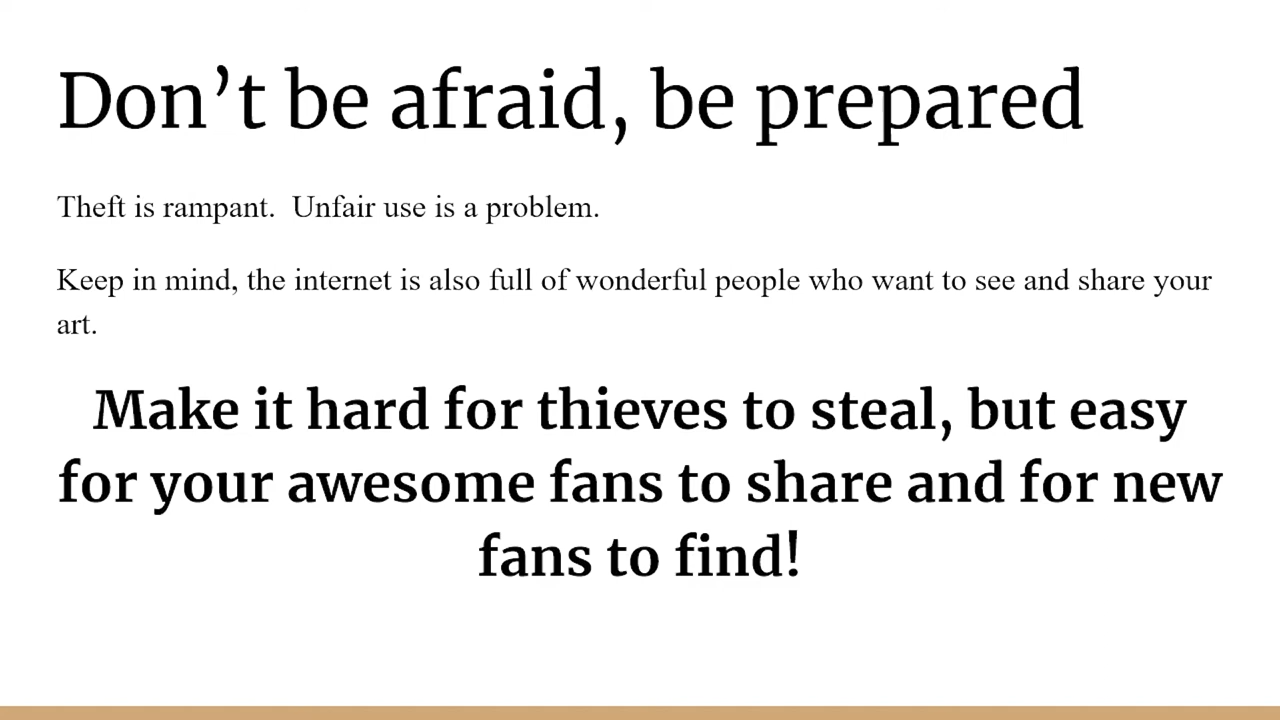 Don’t be afraid, be prepared
Theft is rampant.  Unfair use is a problem.
Keep in mind, the internet is also full of wonderful people who want to see and share your
art.
Make it hard for thieves to steal, but easy
for your awesome fans to share and for new
fans to find!